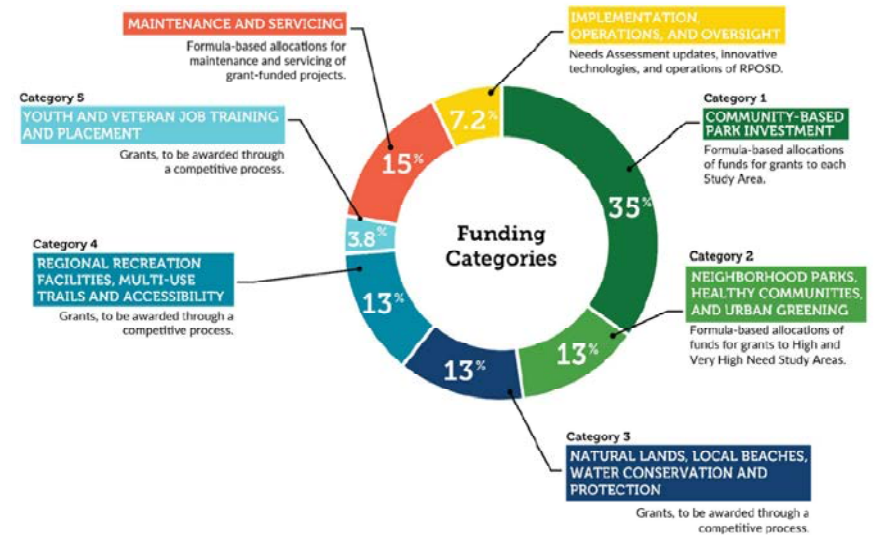 MAINTENANCE AND SERVICING
Formula-based allocations for
maintenance and servicing of
grant-funded projects.
IMPLEMENTATION,
OPERATIONS, AND OVERSIGHT
Needs Assessment updates, innovative
technologies, and operations of RPOSD.
Category 5
YOUTH AND VETERAN JOB TRAINING
AND PLACEMENT
Grants, to be awarded through
a competitive process.
Category 1
COMMUNITY-BASED
PARK INVESTMENT
Formula-based allocations
of funds for grants to each
Study Area.
7.2%
15%
35%
3.8%
13%
13%
13%
Funding
Categories
Category 4
REGIONAL RECREATION
FACILITIES, MULTI-USE
TRAILS AND ACCESSIBILITY
Grants, to be awarded through a
competitive process.
Category 2
NEIGHBORHOOD PARKS,
HEALTHY COMMUNITIES,
AND URBAN GREENING
Formula-based allocations of
funds for grants to High and
Very High Need Study Areas.
Category 3
NATURAL LANDS, LOCAL BEACHES,
WATER CONSERVATION AND
PROTECTION
Grants, to be awarded through a
competitive process.